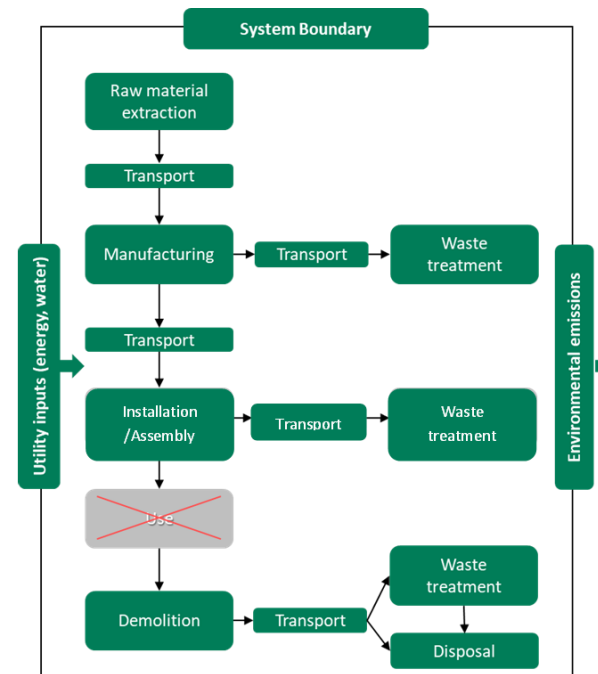 System Boundary
Raw material
extraction
Transport
Manufacturing
Transport
Waste
treatment
Transport
Utility inputs (energy, water)
Environmental emissions
Installation
/Assembly
Transport
Waste
treatment
Use
Demolition
Transport
Waste
treatment
Disposal